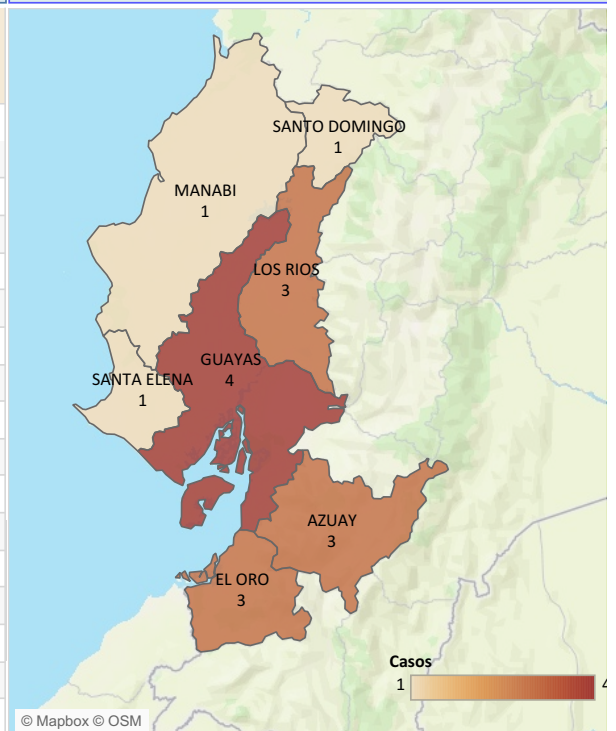 SANTO DOMINGO
1
MANABI
1
LOS RIOS
3
GUAYAS
4
SANTA ELENA
1
AZUAY
3
EL ORO
3
Casos
1 4
© Mapbox © OSM